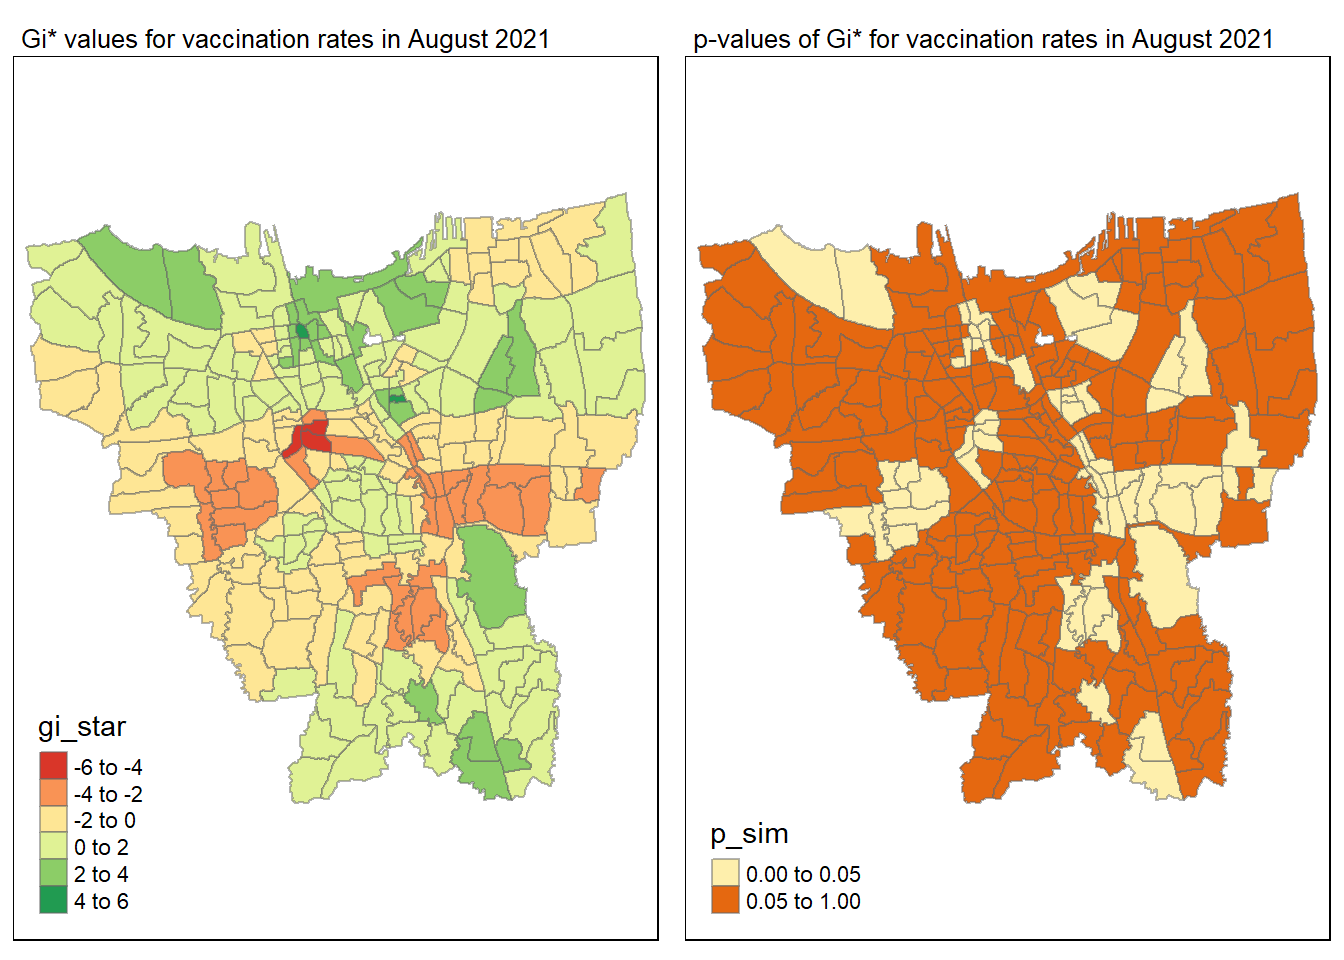 Gi* values for vaccination rates in August 2021
p-values of Gi* for vaccination rates in August 2021
gi_star
-6 to -4
-4 to -2
-2 to 0
0 to 2
2 to 4
4 to 6
p_sim
0.00 to 0.05
0.05 to 1.00